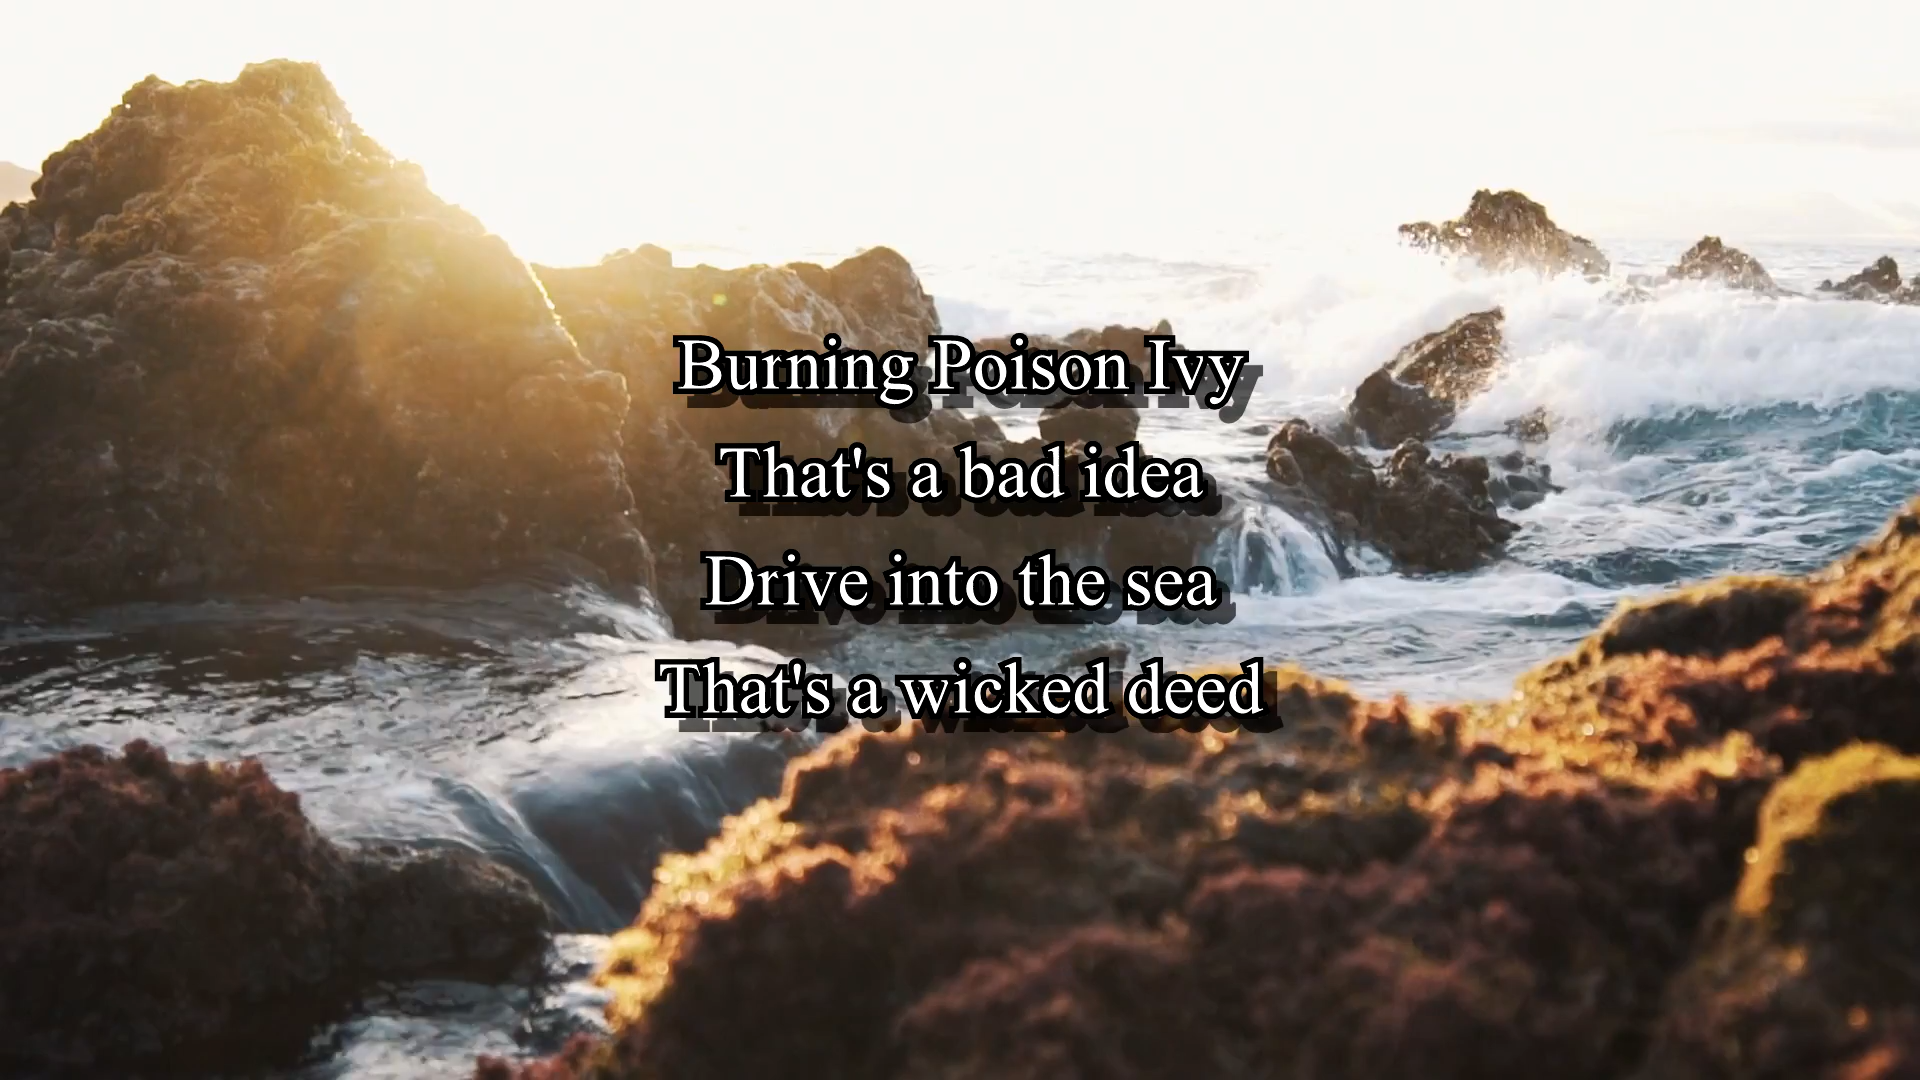 Burning Poison Ivy
That's a bad idea
Drive into the sea
That's a wicked deed